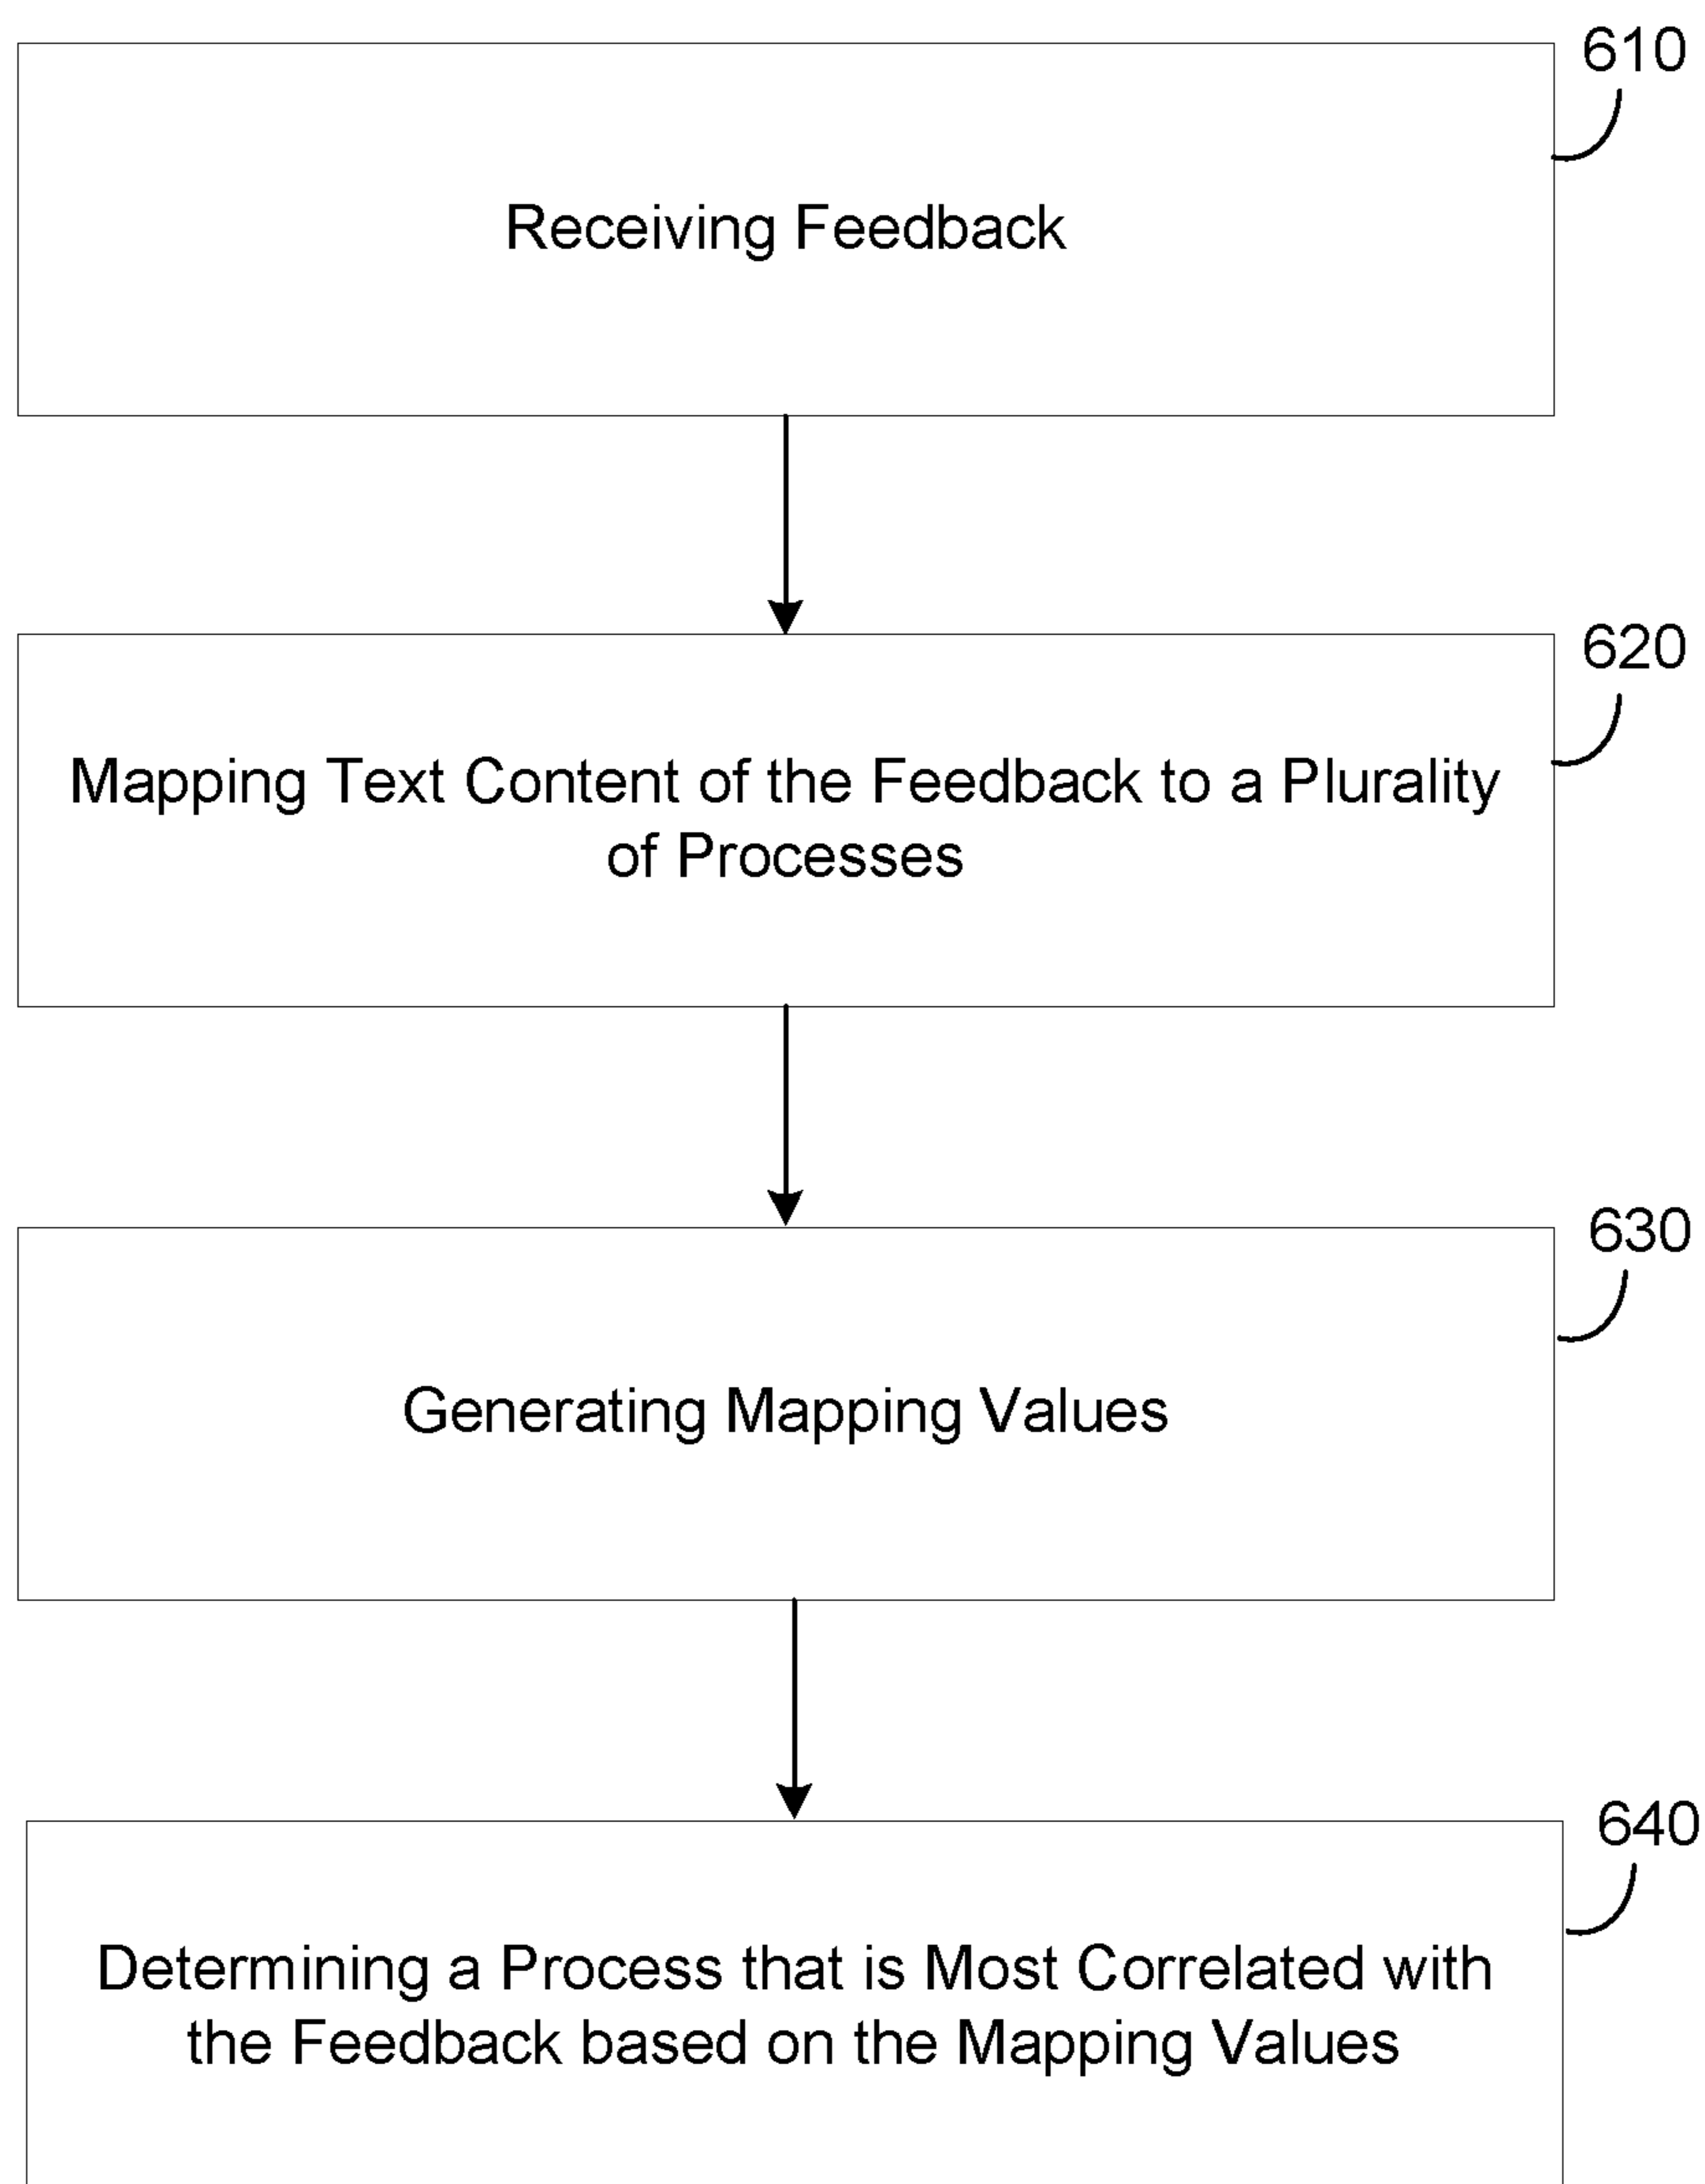 610
Receiving Feedback
620
Mapping Text Content of the Feedback to a Plurality
of Processes
630
Generating Mapping Values
640
Determining a Process that is Most Correlated with
the Feedback based on the Mapping Values